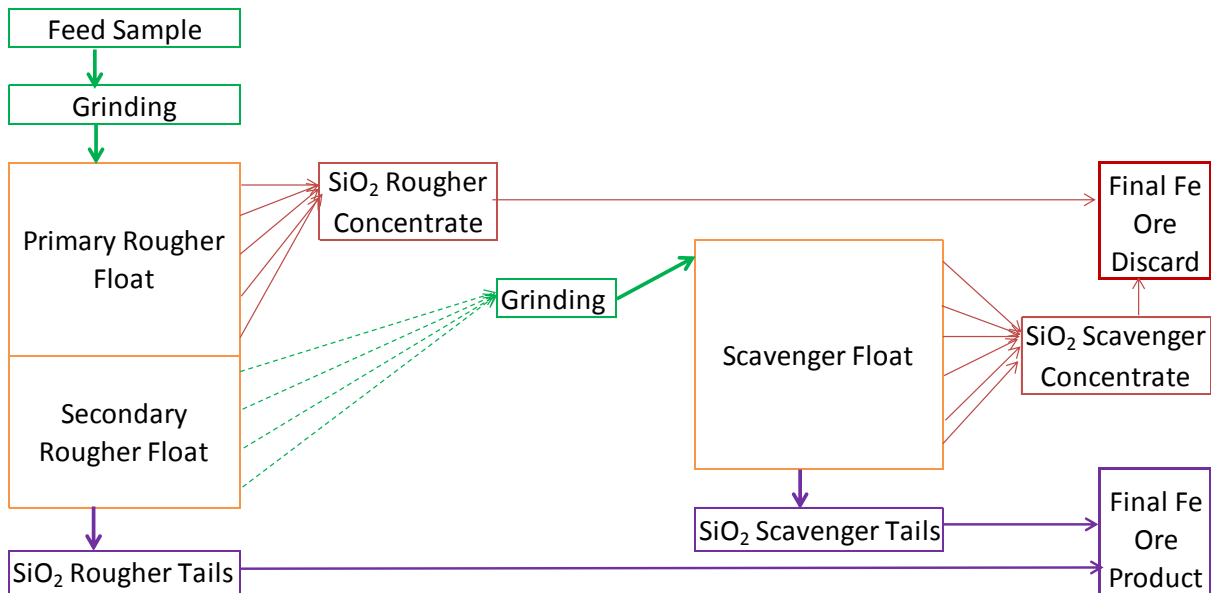 Feed Sample
Grinding
Primary Rougher
Float
SiO₂ Rougher
Concentrate
Final Fe
Ore
Discard
Grinding
Scavenger Float
SiO₂ Scavenger
Concentrate
Secondary
Rougher Float
SiO₂ Scavenger Tails
Final Fe
Ore
Product
SiO₂ Rougher Tails